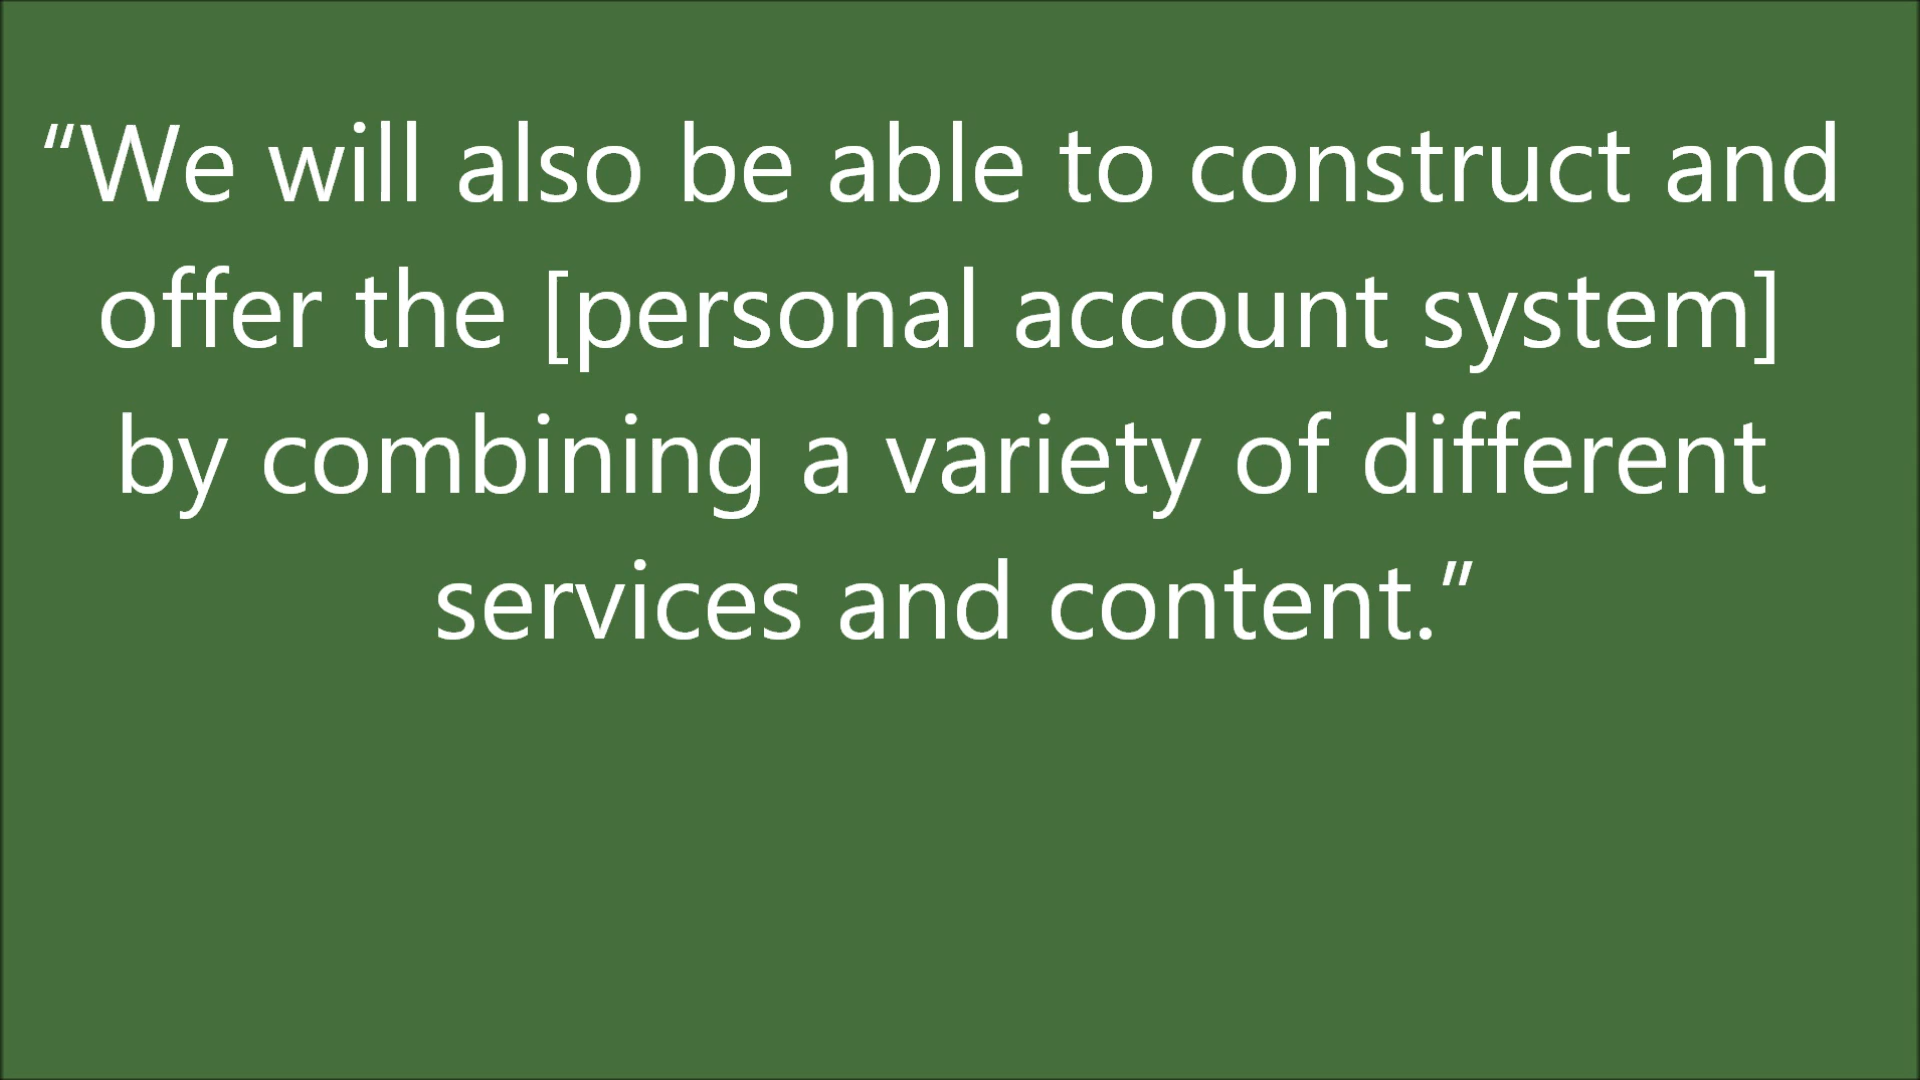 “We will also be able to construct and
offer the [personal account system]
by combining a variety of different
services and content.”